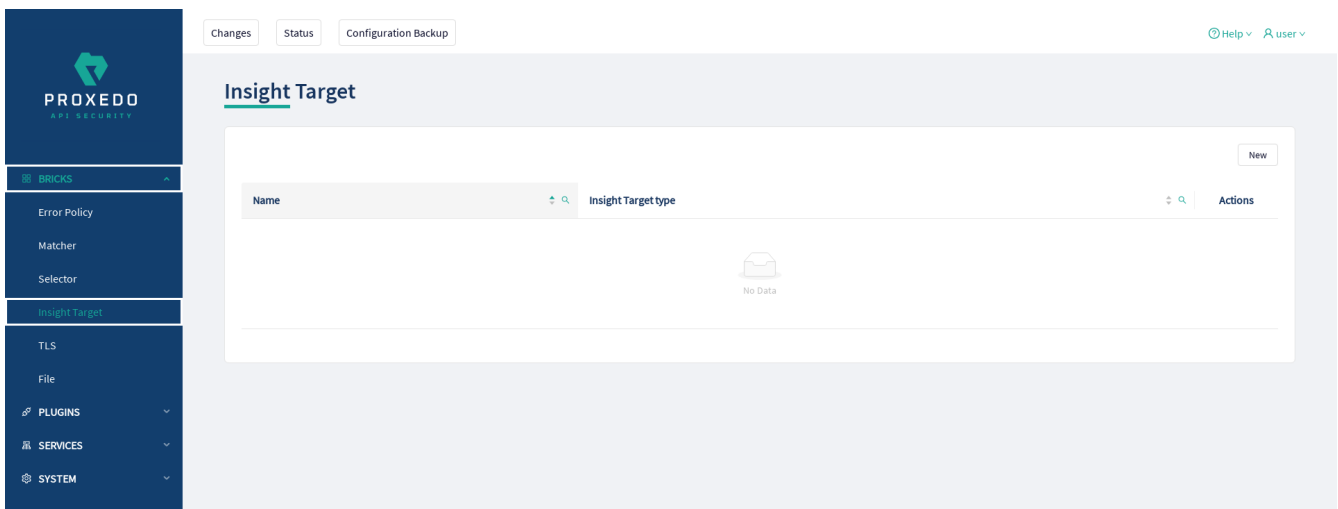 Changes Status Configuration Backup Help user
PROXEDO
API SECURITY
Insight Target
New
Name Insight Target type Actions
No Data
BRICKS
Error Policy
Matcher
Selector
Insight Target
TLS
File
PLUGINS
SERVICES
SYSTEM